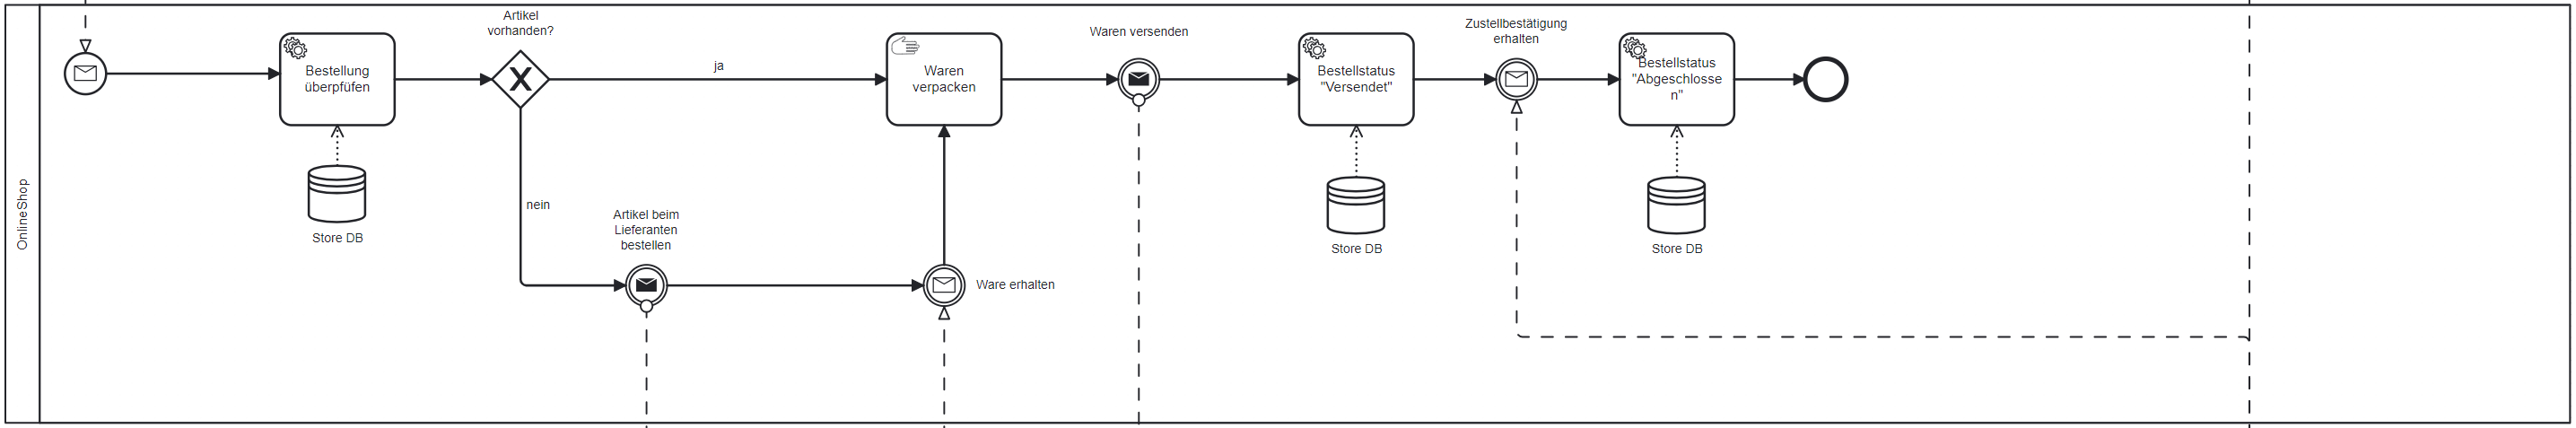 OnlineShop
Bestellung
überpfüfen
Store DB
Artikel
vorhanden?
ja
nein
Artikel beim
Lieferanten
bestellen
Ware erhalten
Waren
verpacken
Waren versenden
Bestellstatus
"Versendet"
Store DB
Zustellbestätigung
erhalten
Bestellstatus
"Abgeschlosse
n"
Store DB